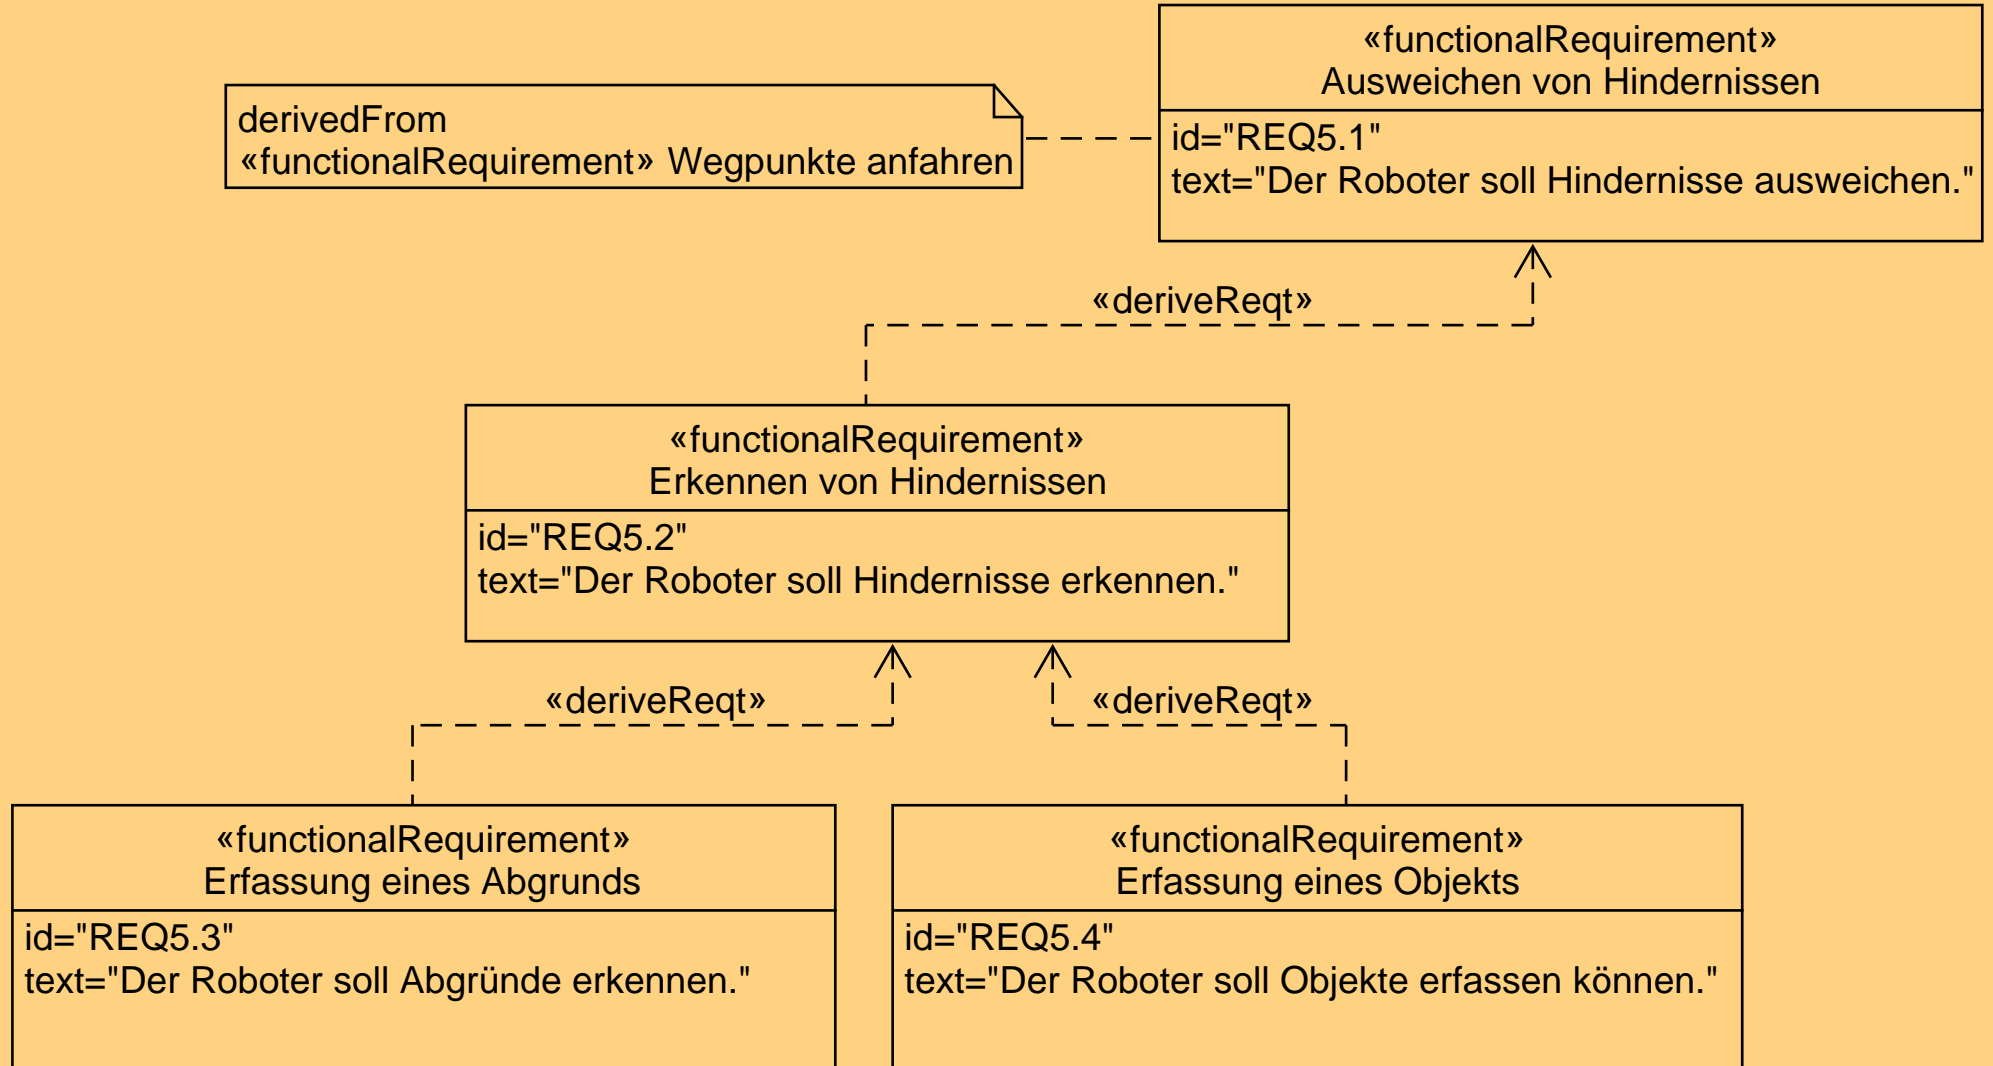 «functionalRequirement»
Ausweichen von Hindernissen
id="REQ5.1"
text="Der Roboter soll Hindernisse ausweichen."
derivedFrom
«functionalRequirement» Wegpunkte anfahren
«deriveReqt»
«functionalRequirement»
Erkennen von Hindernissen
id="REQ5.2"
text="Der Roboter soll Hindernisse erkennen."
«deriveReqt»
«deriveReqt»
«functionalRequirement»
Erfassung eines Abgrunds
id="REQ5.3"
text="Der Roboter soll Abgründe erkennen."
«functionalRequirement»
Erfassung eines Objekts
id="REQ5.4"
text="Der Roboter soll Objekte erfassen können."